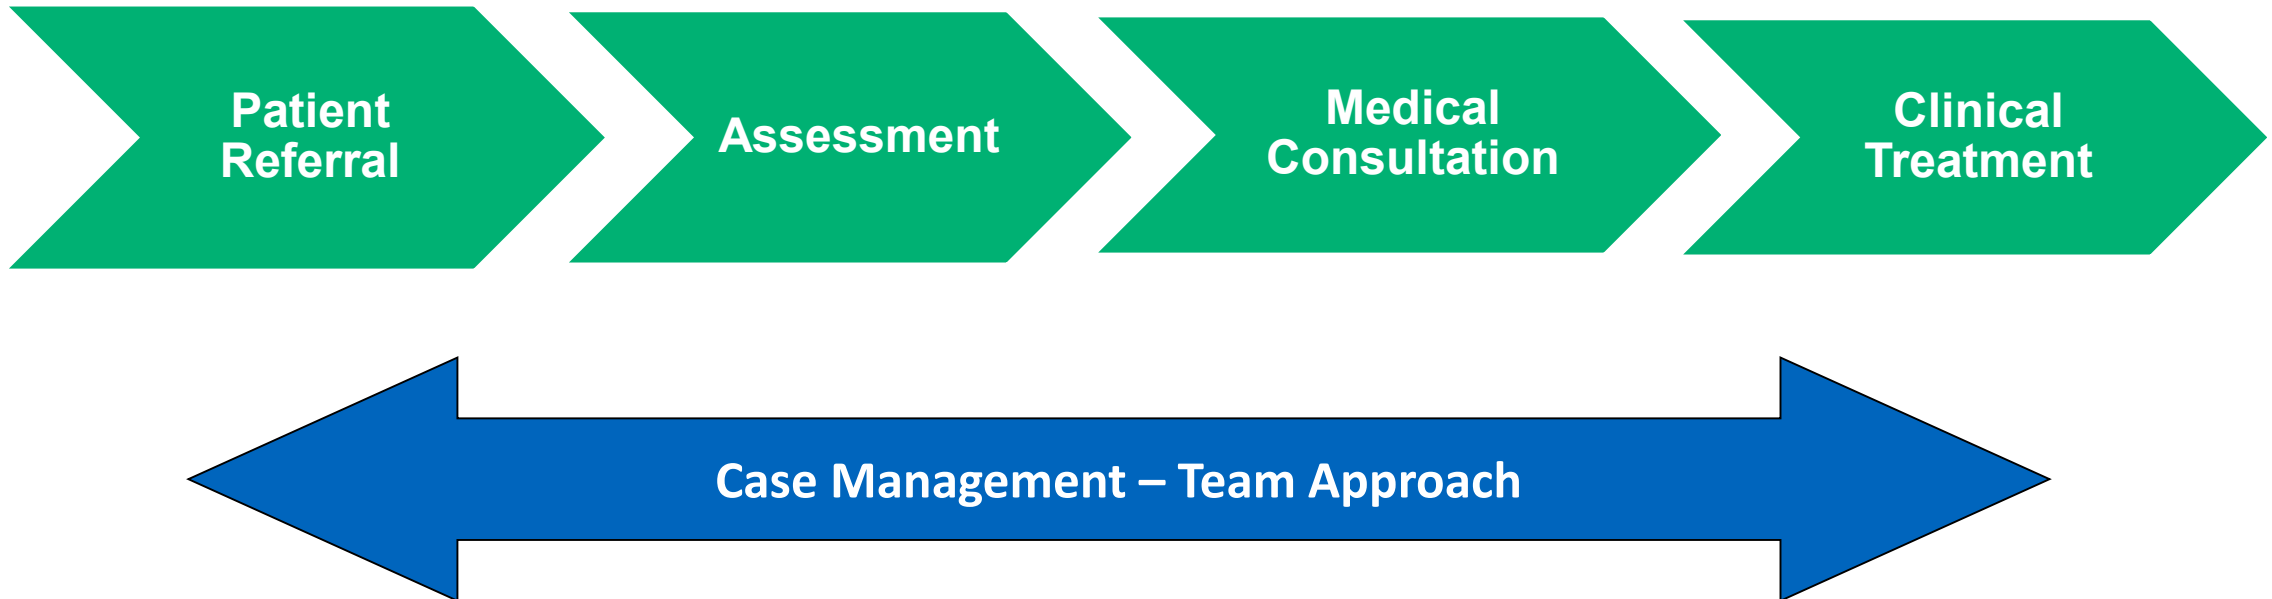 Patient
Referral
Assessment
Medical
Consultation
Clinical
Treatment
Case Management – Team Approach